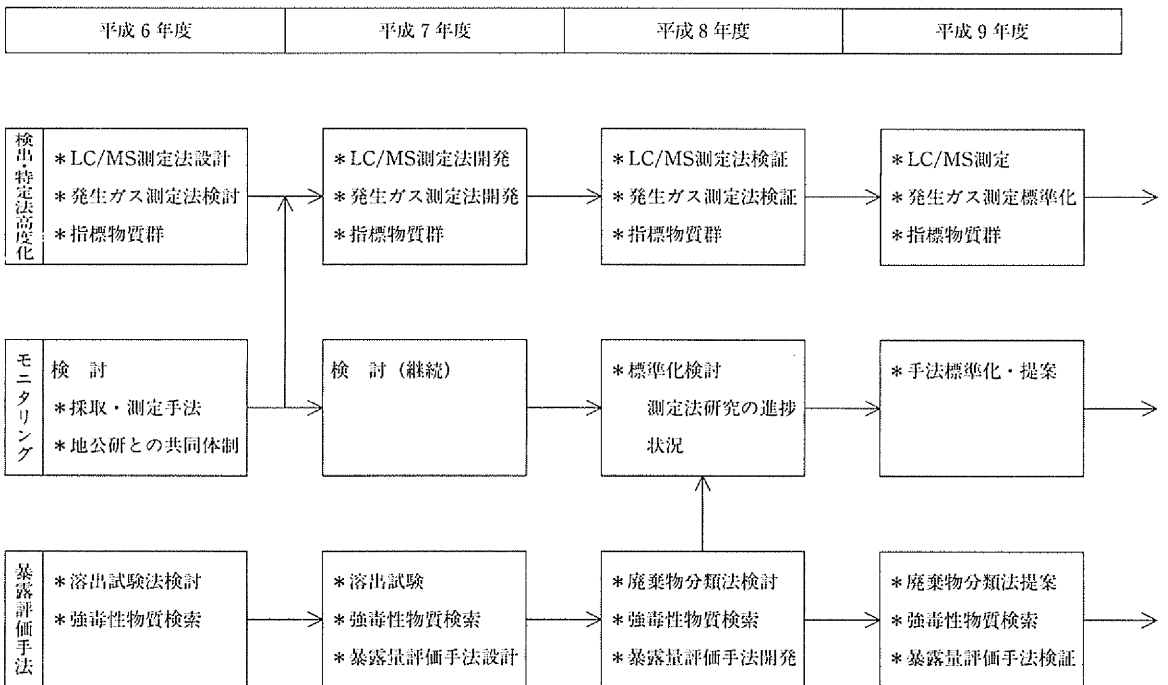 平成6年度
平成7年度
平成8年度
平成9年度
検出・特定法高度化
＊LC/MS測定法設計
＊発生ガス測定法検討
＊指標物質群
＊LC/MS測定法開発
＊発生ガス測定法開発
＊指標物質群
＊LC/MS測定法検証
＊発生ガス測定法検証
＊指標物質群
＊LC/MS測定
＊発生ガス測定標準化
＊指標物質群
モニタリング
検　討
＊採取・測定手法
＊地公研との共同体制
検　討（継続）
＊標準化検討
測定法研究の進捗
状況
＊手法標準化・提案
暴露評価手法
＊溶出試験法検討
＊強毒性物質検索
＊溶出試験
＊強毒性物質検索
＊暴露量評価手法設計
＊廃棄物分類法検討
＊強毒性物質検索
＊暴露量評価手法開発
＊廃棄物分類法提案
＊強毒性物質検索
＊暴露量評価手法検証